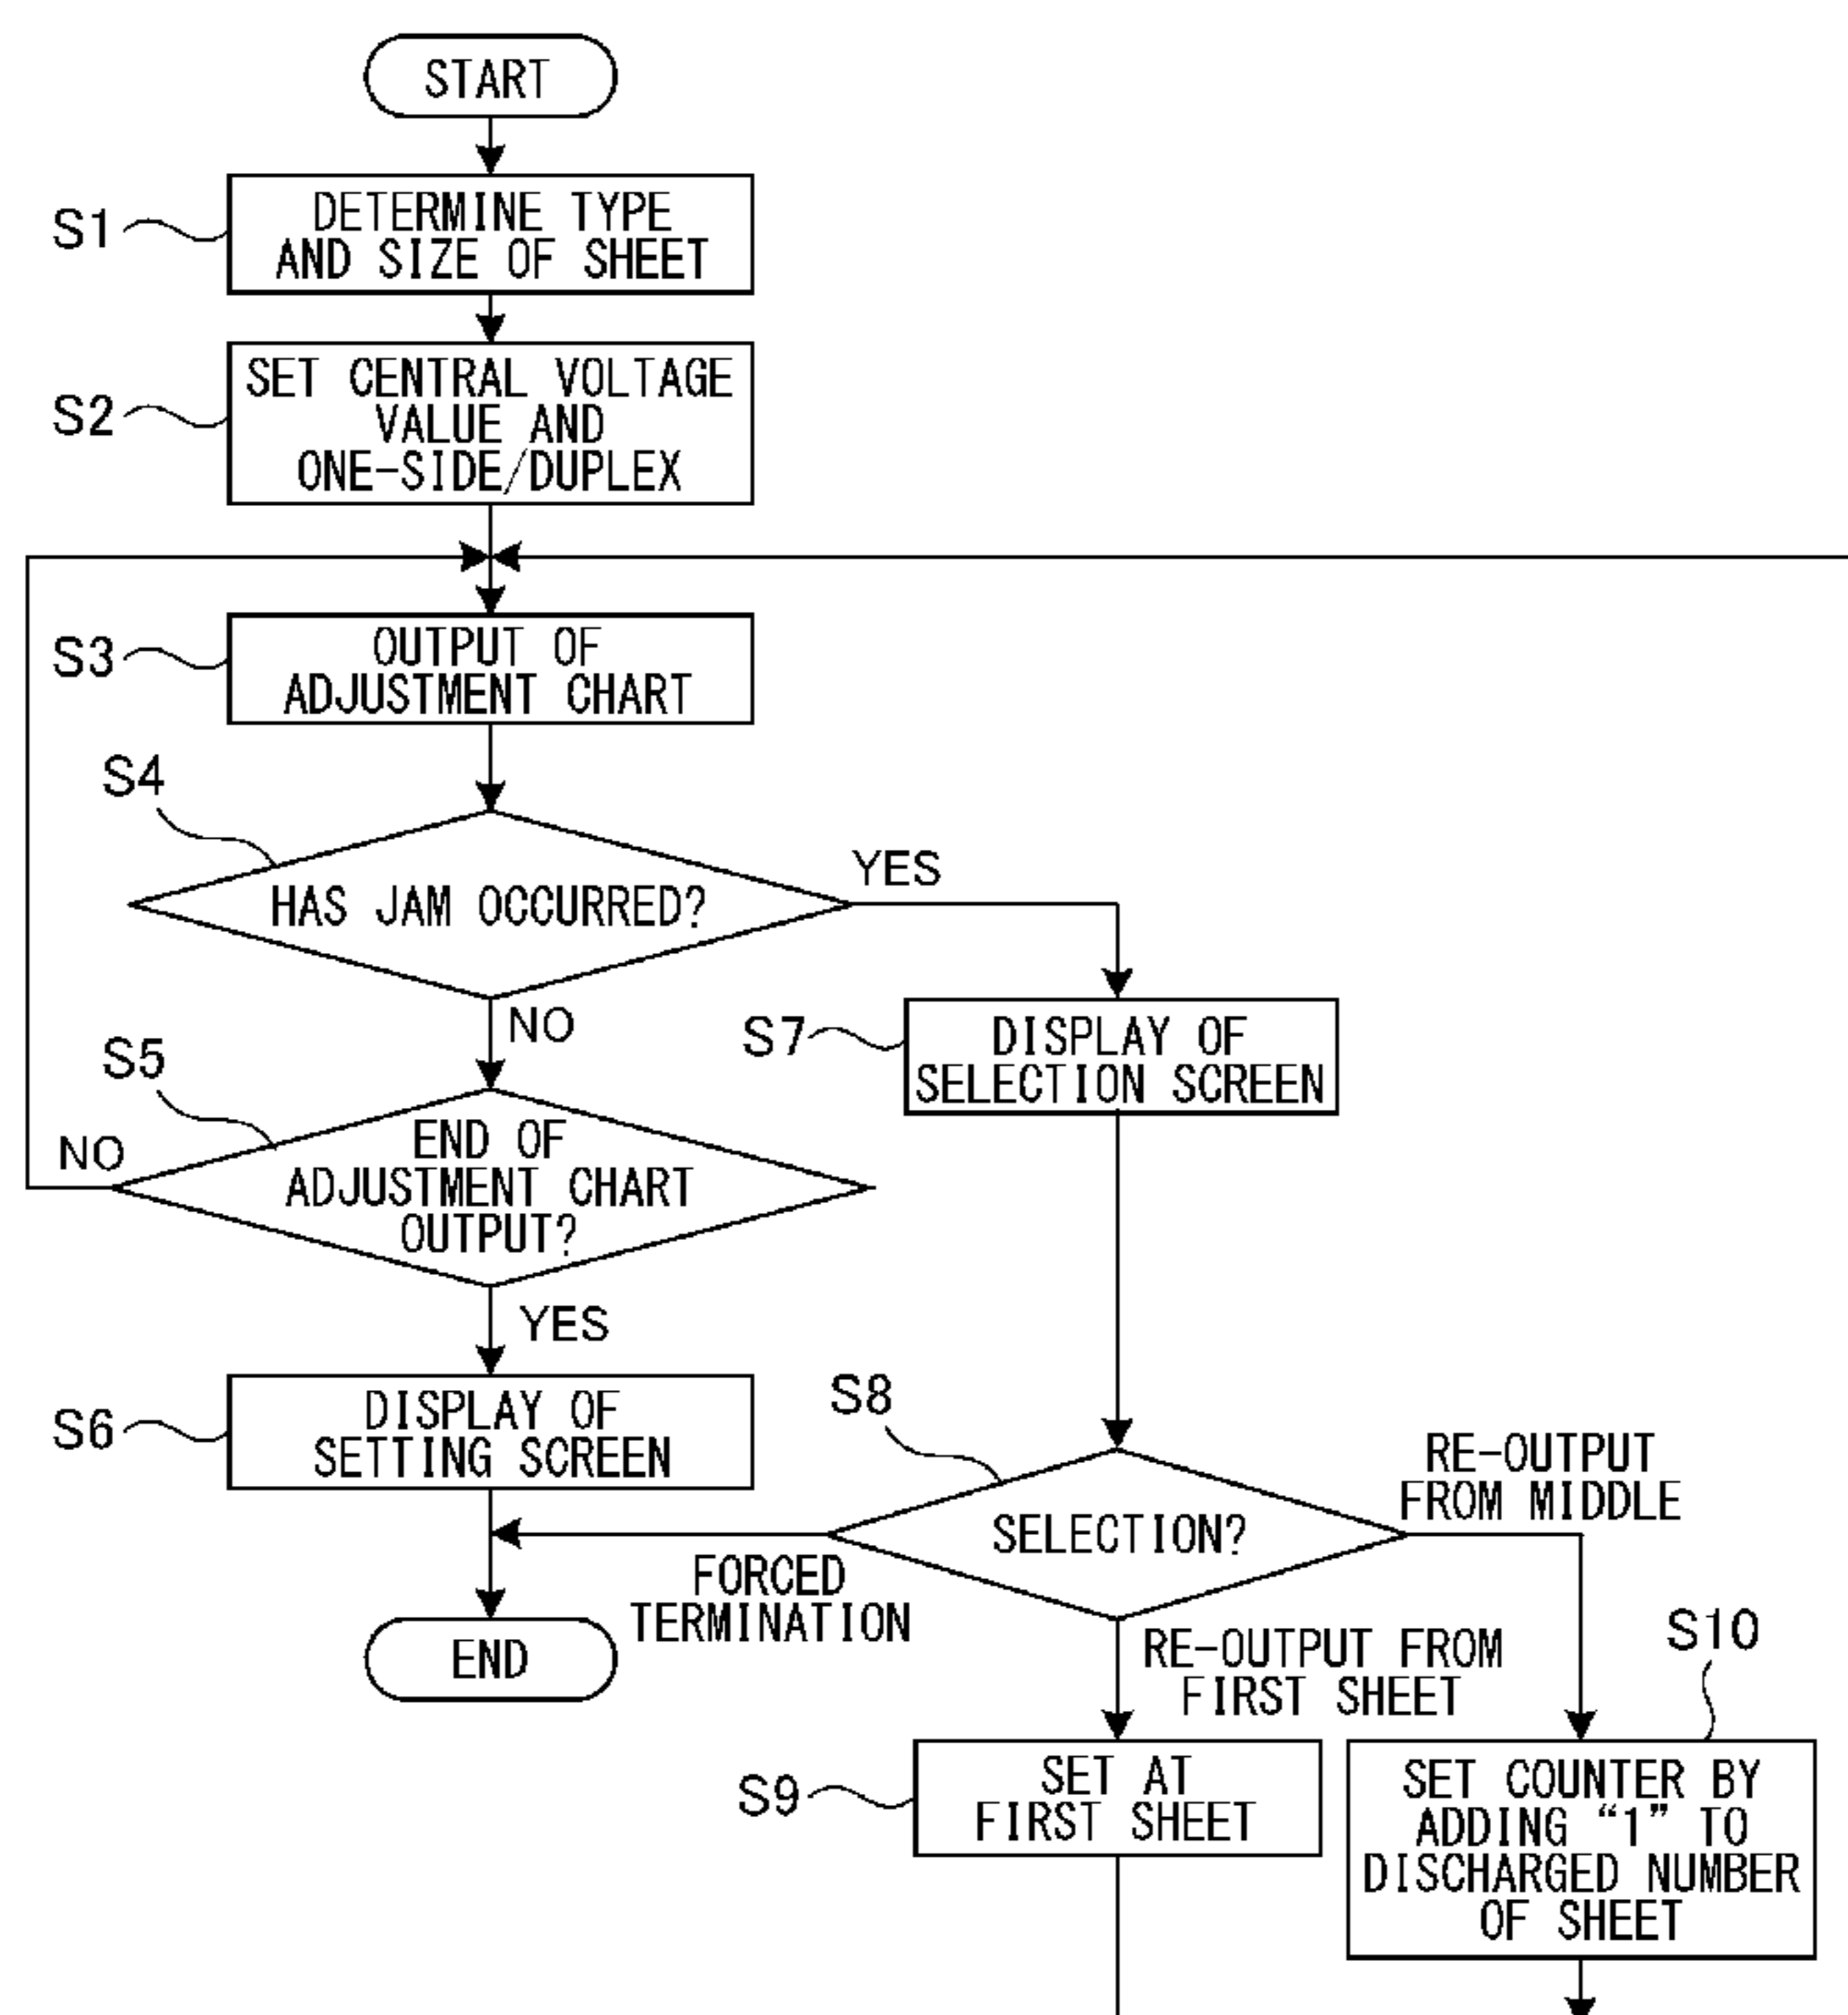 START
S1
DETERMINE TYPE
AND SIZE OF SHEET
S2
SET CENTRAL VOLTAGE
VALUE AND
ONE-SIDE/DUPLEX
S3
OUTPUT OF
ADJUSTMENT CHART
S4
HAS JAM OCCURRED?
YES
NO
S5
END OF
ADJUSTMENT CHART
OUTPUT?
NO
YES
S6
DISPLAY OF
SETTING SCREEN
END
S7
DISPLAY OF
SELECTION SCREEN
S8
SELECTION?
FORCED
TERMINATION
RE-OUTPUT FROM
FIRST SHEET
RE-OUTPUT
FROM MIDDLE
S9
SET AT
FIRST SHEET
S10
SET COUNTER BY
ADDING “1” TO
DISCHARGED NUMBER
OF SHEET